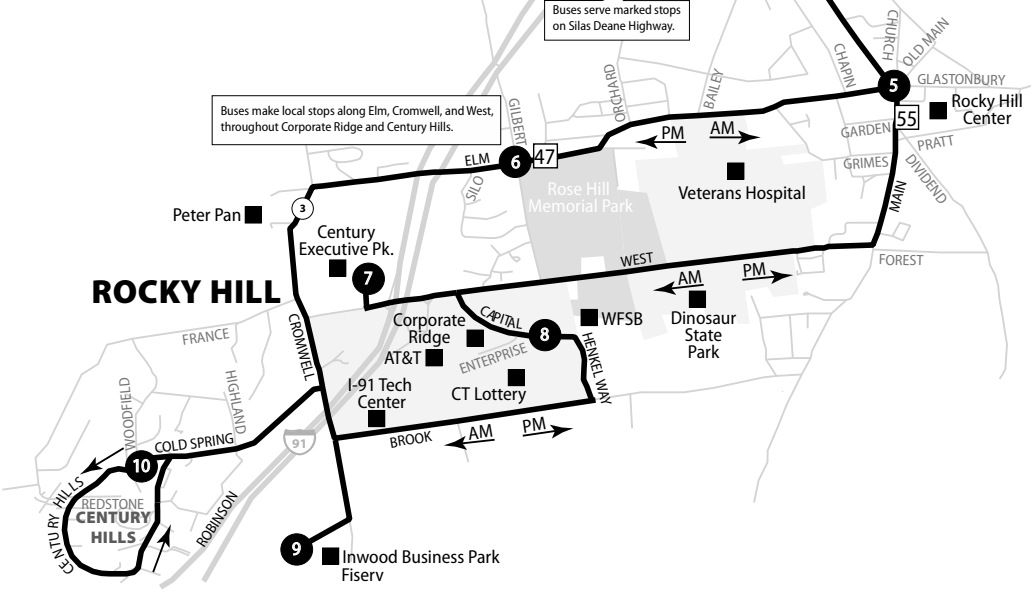 Buses serve marked stops
on Silas Deane Highway.
CHURCH
OLD MAIN
CHAPIN
BAILEY
ORCHARD
GILBERT
5
GLASTONBURY
Rocky Hill
Center
55
Buses make local stops along Elm, Cromwell, and West,
throughout Corporate Ridge and Century Hills.
PM
AM
GARDEN
PRATT
ELM
6
47
GRIMES
DIVIDEND
SILO
Rose Hill
Memorial Park
Veterans Hospital
MAIN
3
Peter Pan
Century
Executive Pk.
WEST
FOREST
7
AM
PM
ROCKY HILL
CAPITAL
WFSB
Dinosaur
State
Park
CROMWELL
Corporate
Ridge
8
FRANCE
AT&T
ENTERPRISE
HENKEL WAY
HIGHLAND
WOODFIELD
I-91 Tech
Center
CT Lottery
BROOK
AM
PM
91
COLD SPRING
10
CENTURY HILLS
REDSTONE
CENTURY
HILLS
ROBINSON
9
Inwood Business Park
Fiserv